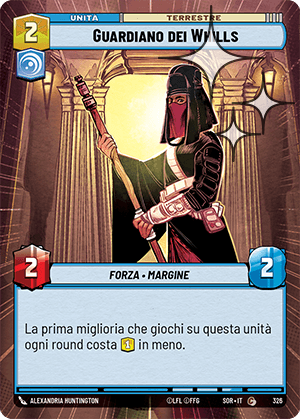 UNITÀ TERRESTRE
2
GUARDIANO DEI WHILLS
2
2
FORZA • MARGINE
La prima miglioria che giochi su questa unità
ogni round costa 1 in meno.
ALEXANDRIA HUNTINGTON ©LFL ©FFG SOR • IT C 326